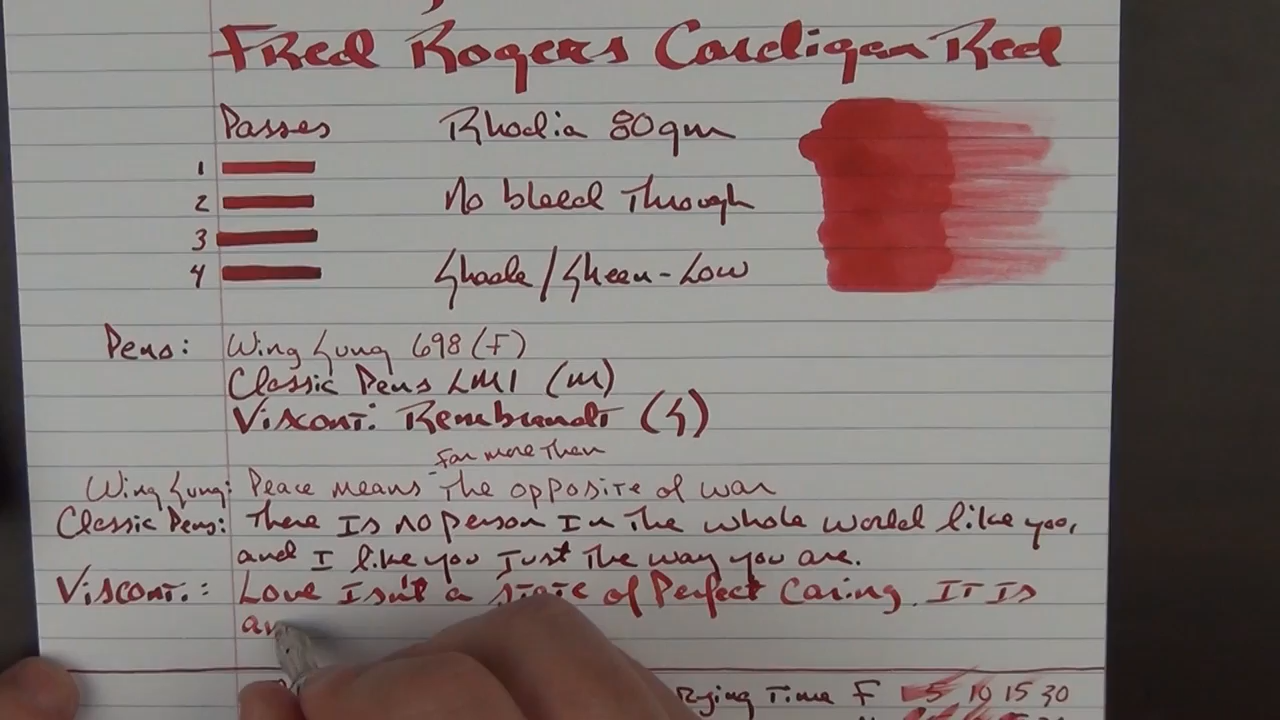 Fred Rogers Cardigan Red
Passes Rhodia 80gm
1
2 No bleed Through
3
4 Shade/Sheen-Low
Pens: Wing Sung 698 (F)
Classic Pens LM1 (M)
Visconti Rembrandt (S)
far more than
Wing Sung: Peace means The opposite of war
Classic Pens: There Is no person In The whole world like you,
and I like you Just The way you are.
Visconti: Love Isn't a state of Perfect Caring. It Is
an
Drying Time F 5 10 15 30